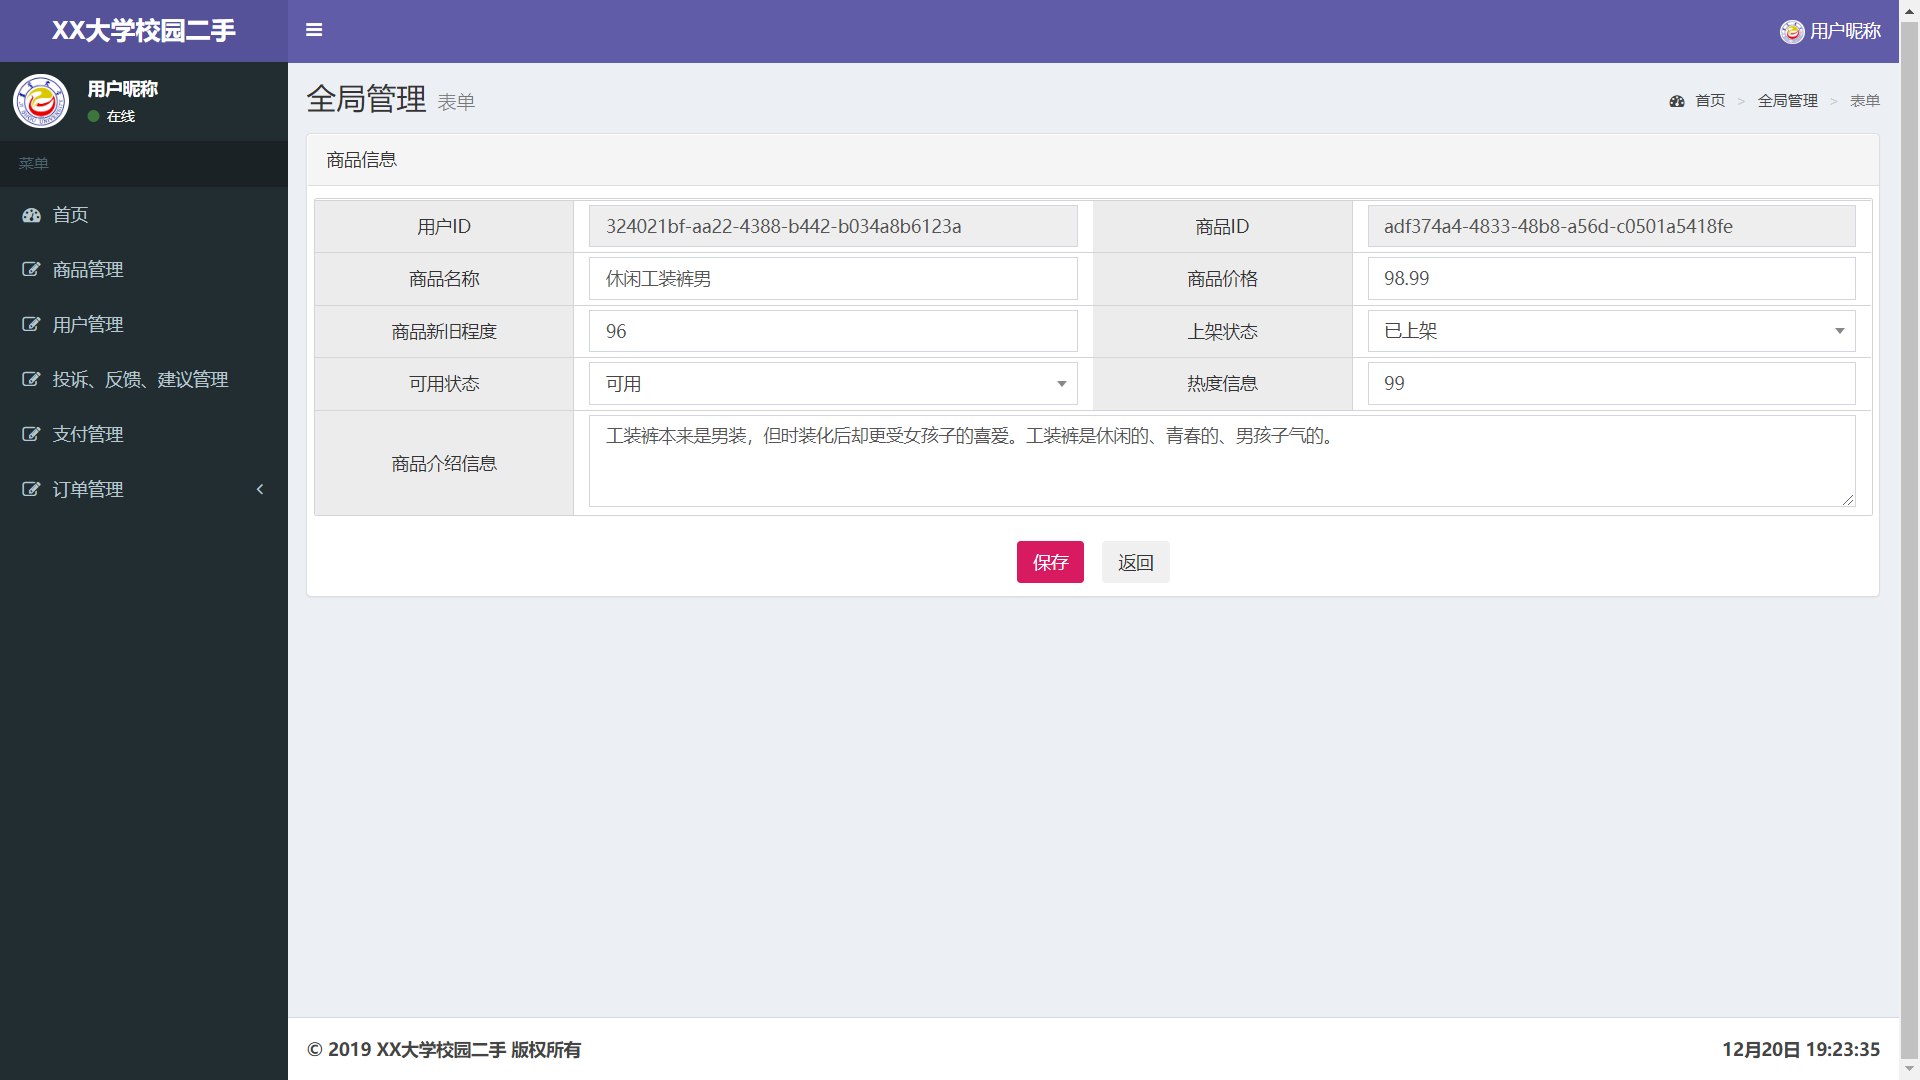 XX大学校园二手
用户昵称
用户昵称
在线
菜单
首页
商品管理
用户管理
投诉、反馈、建议管理
支付管理
订单管理
全局管理 表单
首页 > 全局管理 > 表单
商品信息
用户ID 324021bf-aa22-4388-b442-b034a8b6123a 商品ID adf374a4-4833-48b8-a56d-c0501a5418fe
商品名称 休闲工装裤男 商品价格 98.99
商品新旧程度 96 上架状态 已上架
可用状态 可用 热度信息 99
商品介绍信息 工装裤本来是男装，但时装化后却更受女孩子的喜爱。工装裤是休闲的、青春的、男孩子气的。
保存 返回
© 2019 XX大学校园二手 版权所有
12月20日 19:23:35